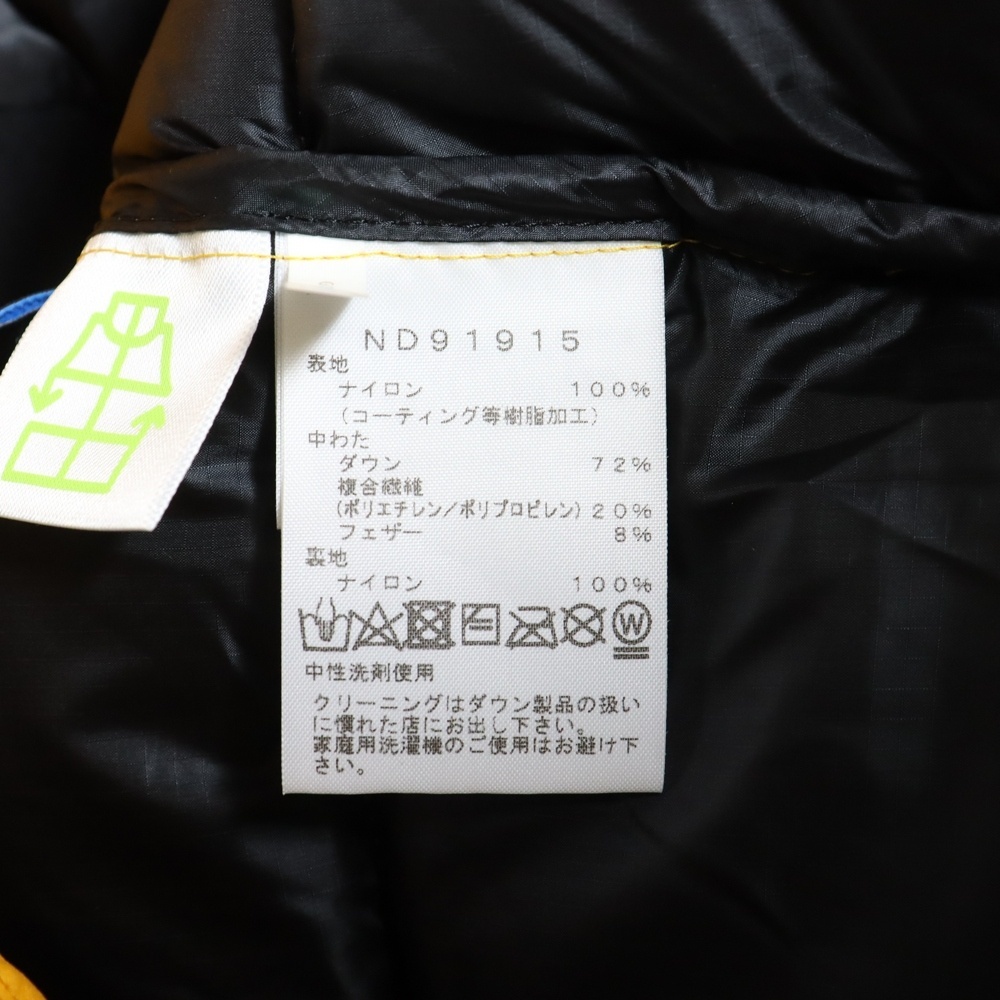 ND91915
表地
ナイロン 100%
(コーティング等樹脂加工)
中わた
ダウン 72%
複合繊維
(ポリエチレン/ポリプロピレン) 20%
フェザー 8%
裏地
ナイロン 100%
W
中性洗剤使用
クリーニングはダウン製品の扱い
に慣れた店にお出し下さい。
家庭用洗濯機のご使用はお避け下
さい。